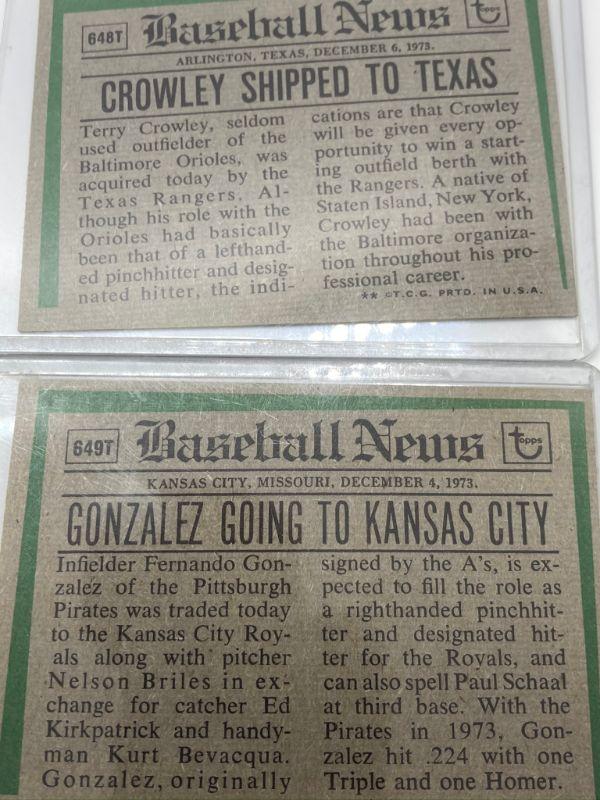 648T
Baseball News
topps
ARLINGTON, TEXAS, DECEMBER 6, 1973.
CROWLEY SHIPPED TO TEXAS
Terry Crowley, seldom
used outfielder of the
Baltimore Orioles, was
acquired today by the
Texas Rangers. Al-
though his role with the
Orioles had basically
been that of a lefthand-
ed pinchhitter and desig-
nated hitter, the indi-
cations are that Crowley
will be given every op-
portunity to win a start-
ing outfield berth with
the Rangers. A native of
Staten Island, New York,
Crowley had been with
the Baltimore organiza-
tion throughout his pro-
fessional career.
** ©T.C.G. PRTD. IN U.S.A.
649T
Baseball News
topps
KANSAS CITY, MISSOURI, DECEMBER 4, 1973.
GONZALEZ GOING TO KANSAS CITY
Infielder Fernando Gon-
zalez of the Pittsburgh
Pirates was traded today
to the Kansas City Roy-
als along with pitcher
Nelson Briles in ex-
change for catcher Ed
Kirkpatrick and handy-
man Kurt Bevacqua.
Gonzalez, originally
signed by the A's, is ex-
pected to fill the role as
a righthanded pinchhit-
ter and designated hit-
ter for the Royals, and
can also spell Paul Schaal
at third base. With the
Pirates in 1973, Gon-
zalez hit .224 with one
Triple and one Homer.